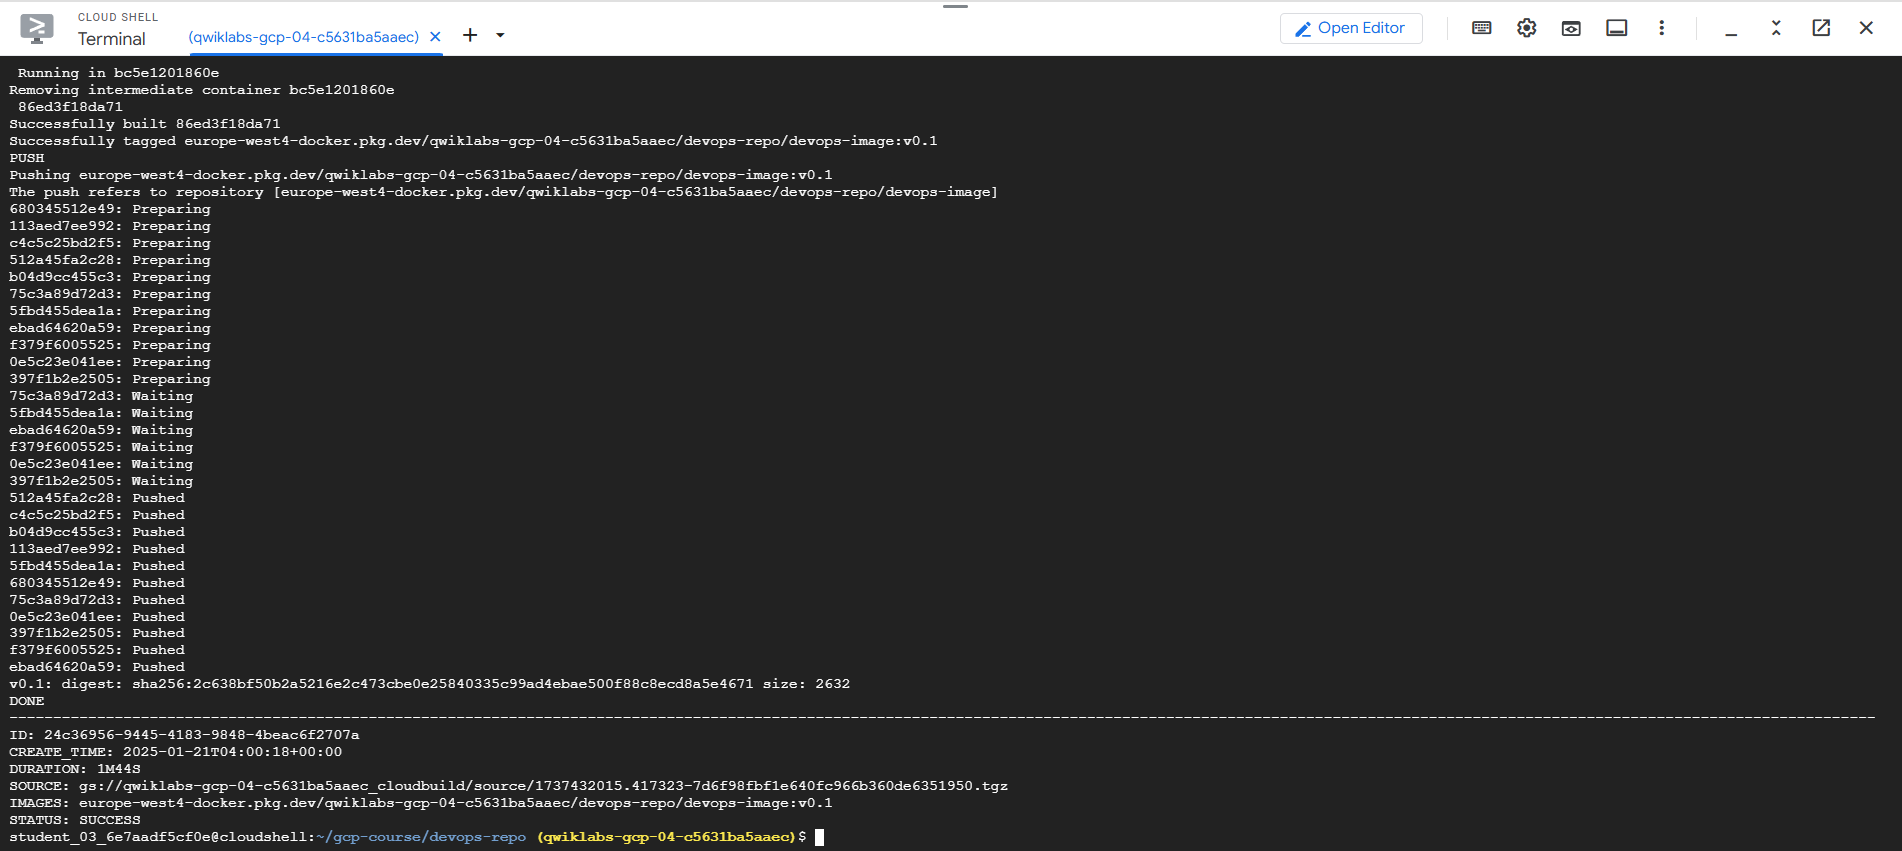 CLOUD SHELL
Terminal
(qwiklabs-gcp-04-c5631ba5aaec)
Open Editor
Running in bc5e1201860e
Removing intermediate container bc5e1201860e
86ed3f18da71
Successfully built 86ed3f18da71
Successfully tagged europe-west4-docker.pkg.dev/qwiklabs-gcp-04-c5631ba5aaec/devops-repo/devops-image:v0.1
PUSH
Pushing europe-west4-docker.pkg.dev/qwiklabs-gcp-04-c5631ba5aaec/devops-repo/devops-image:v0.1
The push refers to repository [europe-west4-docker.pkg.dev/qwiklabs-gcp-04-c5631ba5aaec/devops-repo/devops-image]
680345512e49: Preparing
113aed7ee992: Preparing
c4c5c25bd2f5: Preparing
512a45fa2c28: Preparing
b04d9cc455c3: Preparing
75c3a89d72d3: Preparing
5fbd455dea1a: Preparing
ebad64620a59: Preparing
f379f6005525: Preparing
0e5c23e041ee: Preparing
397f1b2e2505: Preparing
75c3a89d72d3: Waiting
5fbd455dea1a: Waiting
ebad64620a59: Waiting
f379f6005525: Waiting
0e5c23e041ee: Waiting
397f1b2e2505: Waiting
512a45fa2c28: Pushed
c4c5c25bd2f5: Pushed
b04d9cc455c3: Pushed
113aed7ee992: Pushed
5fbd455dea1a: Pushed
680345512e49: Pushed
75c3a89d72d3: Pushed
0e5c23e041ee: Pushed
397f1b2e2505: Pushed
f379f6005525: Pushed
ebad64620a59: Pushed
v0.1: digest: sha256:2c638bf50b2a5216e2c473cbe0e25840335c99ad4ebae500f88c8ecd8a5e4671 size: 2632
DONE
ID: 24c36956-9445-4183-9848-4beac6f2707a
CREATE_TIME: 2025-01-21T04:00:18+00:00
DURATION: 1M44S
SOURCE: gs://qwiklabs-gcp-04-c5631ba5aaec_cloudbuild/source/1737432015.417323-7d6f98fbf1e640fc966b360de6351950.tgz
IMAGES: europe-west4-docker.pkg.dev/qwiklabs-gcp-04-c5631ba5aaec/devops-repo/devops-image:v0.1
STATUS: SUCCESS
student_03_6e7aadf5cf0e@cloudshell:~/gcp-course/devops-repo (qwiklabs-gcp-04-c5631ba5aaec)$